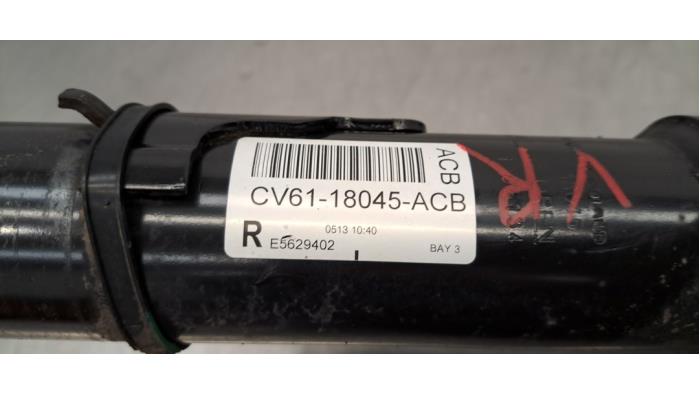 ACB
CV61-18045-ACB
0513 10:40
R E5629402
BAY 3
VR